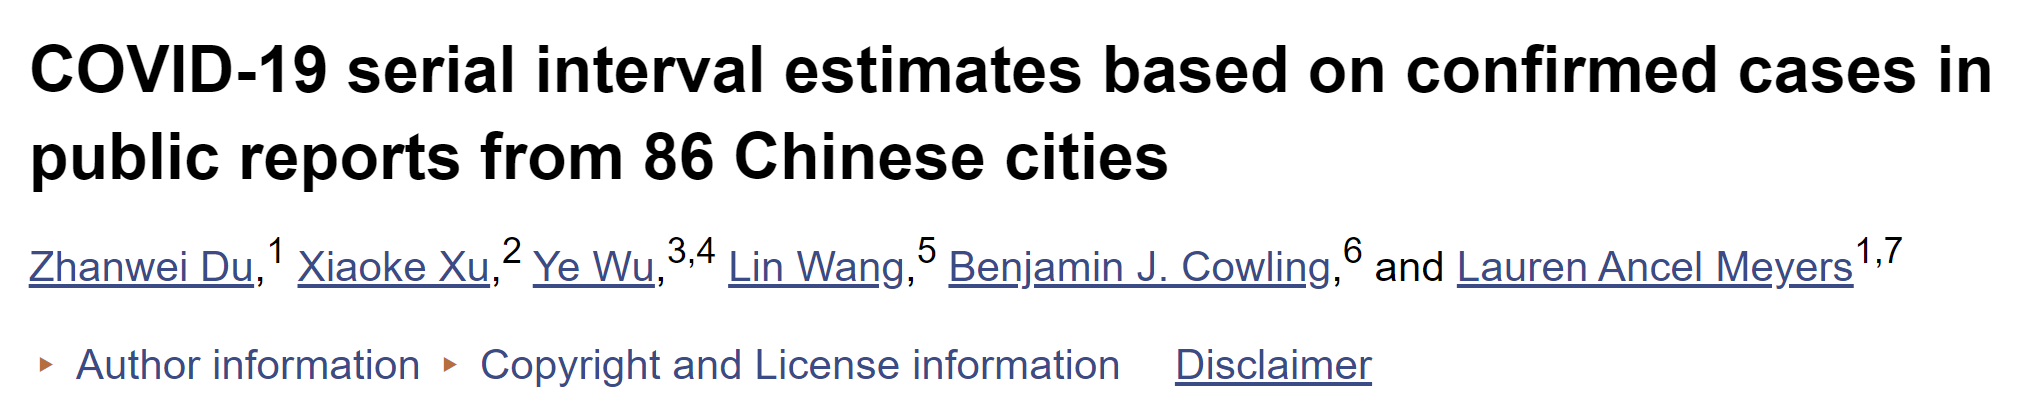 COVID-19 serial interval estimates based on confirmed cases in
public reports from 86 Chinese cities
Zhanwei Du,1 Xiaoke Xu,2 Ye Wu,3,4 Lin Wang,5 Benjamin J. Cowling,6 and Lauren Ancel Meyers1,7
▸ Author information ▸ Copyright and License information Disclaimer